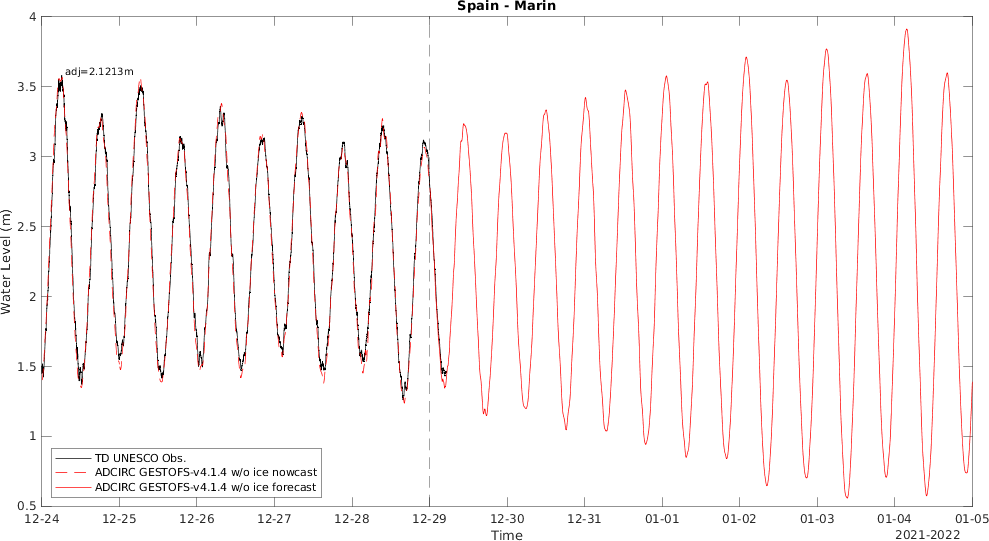 Spain - Marin
adj=2.1213m
Water Level (m)
4
3.5
3
2.5
2
1.5
1
0.5
TD UNESCO Obs.
ADCIRC GESTOFS-v4.1.4 w/o ice nowcast
ADCIRC GESTOFS-v4.1.4 w/o ice forecast
12-24 12-25 12-26 12-27 12-28 12-29 12-30 12-31 01-01 01-02 01-03 01-04 01-05
Time
2021-2022